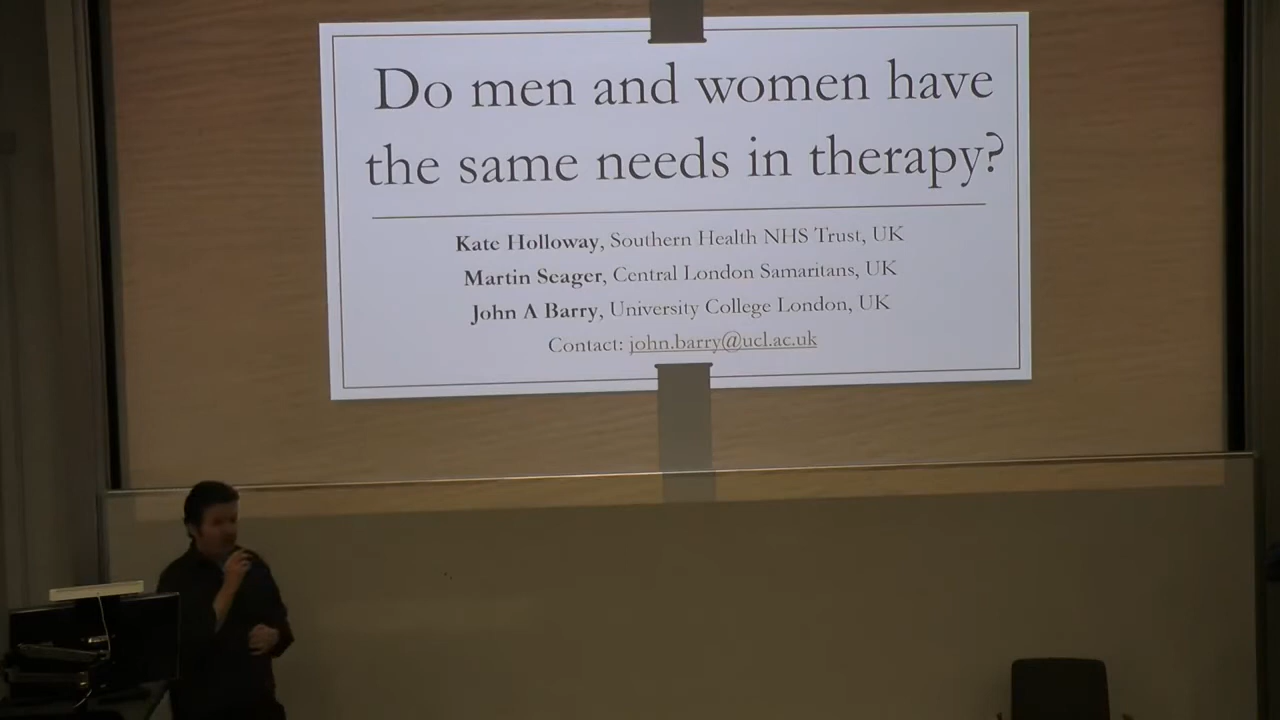 Do men and women have
the same needs in therapy?
Kate Holloway, Southern Health NHS Trust, UK
Martin Seager, Central London Samaritans, UK
John A Barry, University College London, UK
Contact: john.barry@ucl.ac.uk